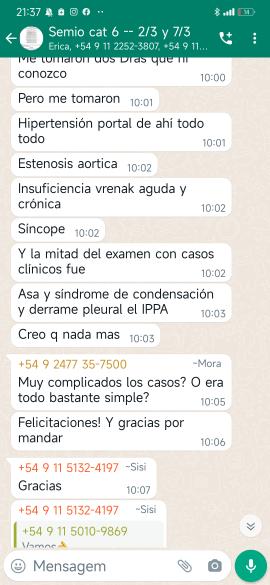 21:37
Semio cat 6 -- 2/3 y 7/3
Erica, +54 9 11 2252-3807, +54 9 11...
Me tomaron dos Dras que ni
conozco
10:00
Pero me tomaron 10:01
Hipertensión portal de ahí todo
todo
10:01
Estenosis aortica 10:02
Insuficiencia vrenak aguda y
crónica
10:02
Síncope 10:02
Y la mitad del examen con casos
clínicos fue
10:02
Asa y síndrome de condensación
y derrame pleural el IPPA
10:03
Creo q nada mas 10:03
+54 9 2477 35-7500 ~Mora
Muy complicados los casos? O era
todo bastante simple?
10:05
Felicitaciones! Y gracias por
mandar
10:06
+54 9 11 5132-4197 ~Sisi
Gracias
10:07
+54 9 11 5132-4197 ~Sisi
+54 9 11 5010-9869
Vamos
Mensagem